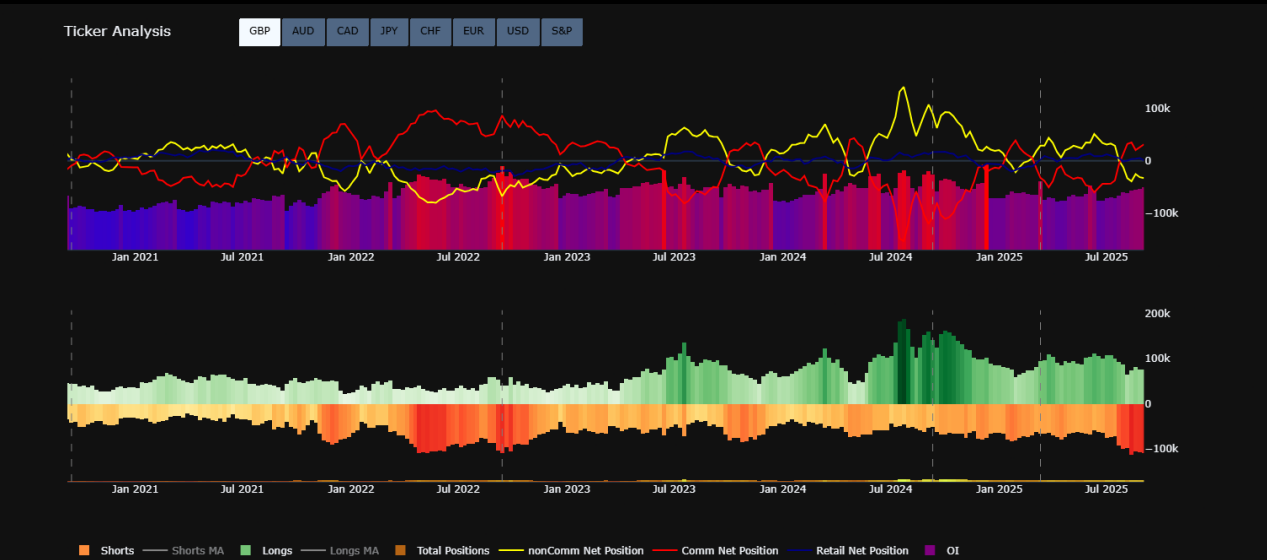 Ticker Analysis
GBP AUD CAD JPY CHF EUR USD S&P
100k
0
−100k
Jan 2021 Jul 2021 Jan 2022 Jul 2022 Jan 2023 Jul 2023 Jan 2024 Jul 2024 Jan 2025 Jul 2025
200k
100k
0
−100k
Jan 2021 Jul 2021 Jan 2022 Jul 2022 Jan 2023 Jul 2023 Jan 2024 Jul 2024 Jan 2025 Jul 2025
Shorts Shorts MA Longs Longs MA Total Positions nonComm Net Position Comm Net Position Retail Net Position OI